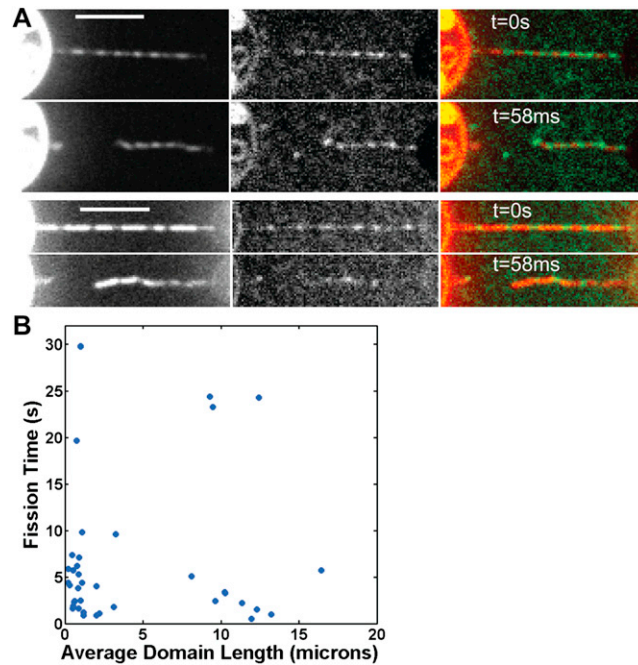 A
t=0s
t=58ms
t=0s
t=58ms
B
30
25
20
15
10
5
0
Fission Time (s)
0 5 10 15 20
Average Domain Length (microns)